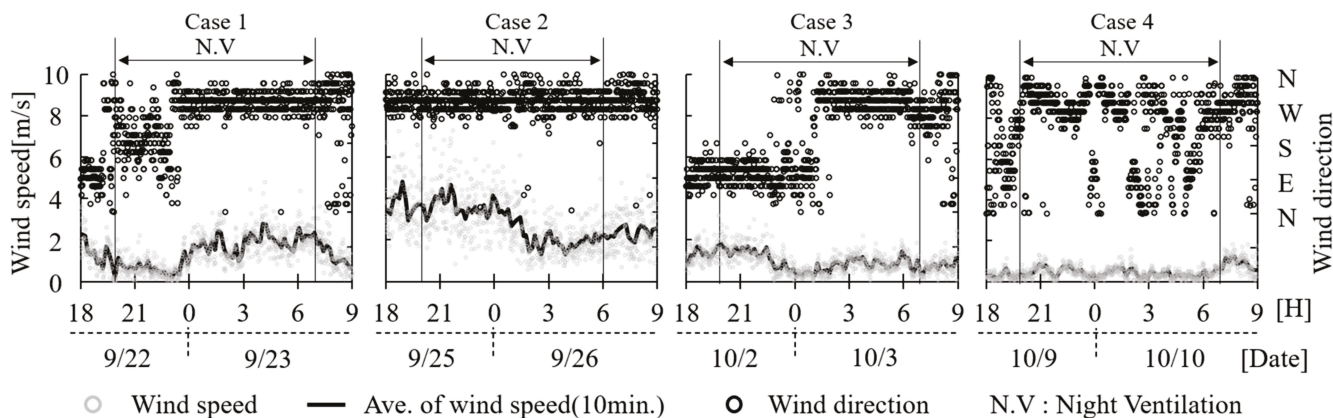 Case 1 Case 2 Case 3 Case 4
N.V N.V N.V N.V
Wind speed[m/s]
10
8
6
4
2
0
N
W
S
E
N
Wind direction
18 21 0 3 6 9 18 21 0 3 6 9 18 21 0 3 6 9 18 21 0 3 6 9 [H]
9/22 9/23 9/25 9/26 10/2 10/3 10/9 10/10 [Date]
Wind speed Ave. of wind speed(10min.) Wind direction N.V : Night Ventilation